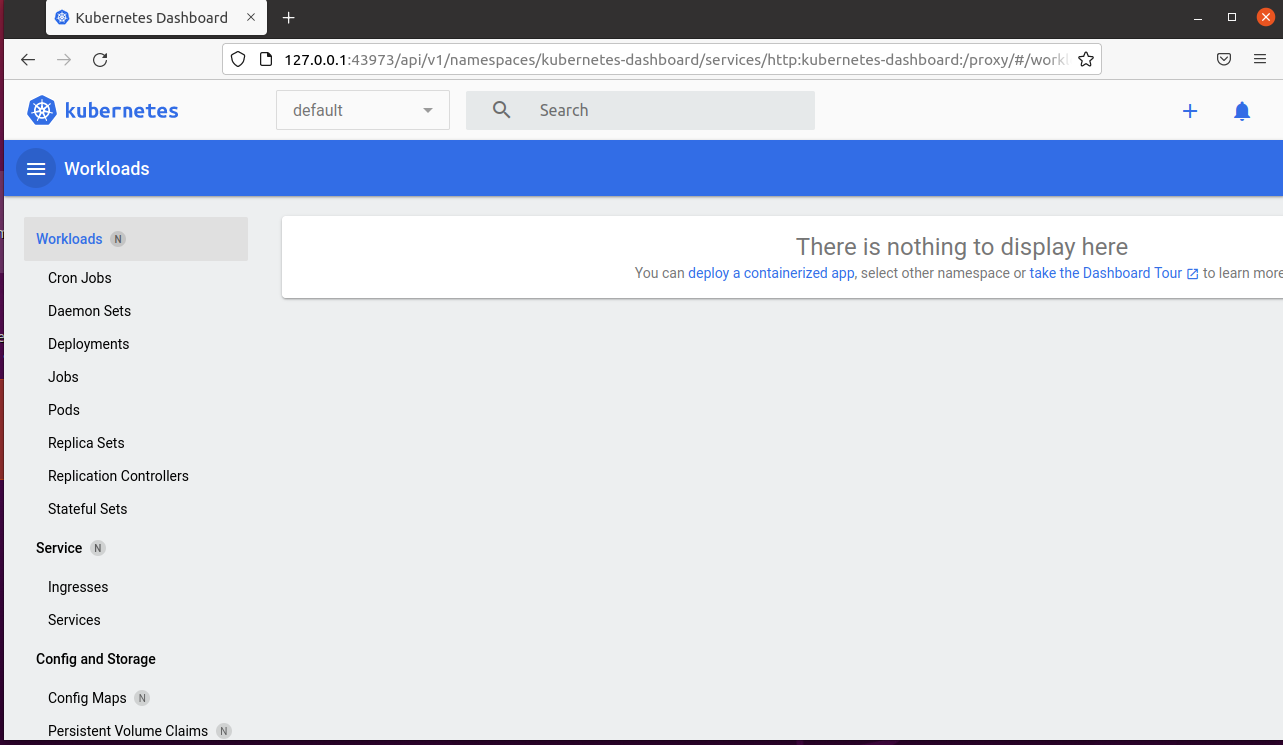 Kubernetes Dashboard
127.0.0.1:43973/api/v1/namespaces/kubernetes-dashboard/services/http:kubernetes-dashboard:/proxy/#/workl
kubernetes
default
Search
Workloads
Workloads N
Cron Jobs
Daemon Sets
Deployments
Jobs
Pods
Replica Sets
Replication Controllers
Stateful Sets
Service N
Ingresses
Services
Config and Storage
Config Maps N
Persistent Volume Claims N
There is nothing to display here
You can deploy a containerized app, select other namespace or take the Dashboard Tour to learn more